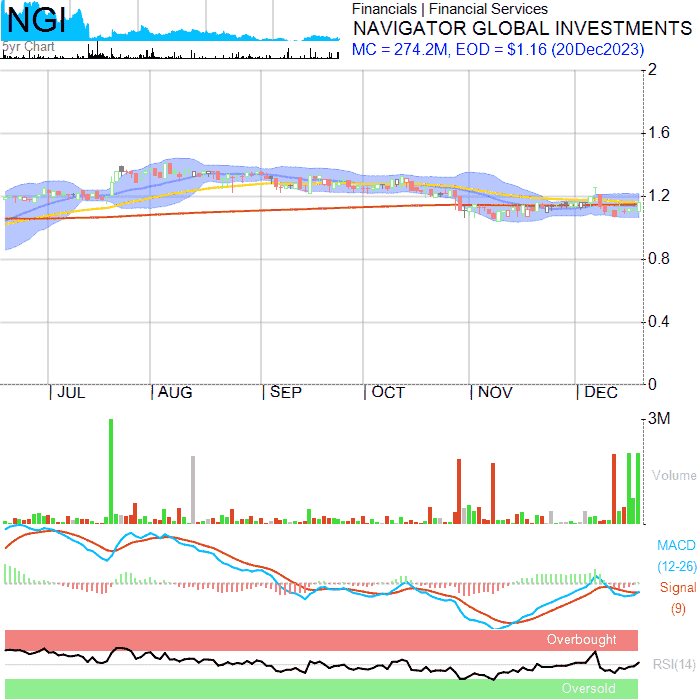 NGI
5yr Chart
Financials | Financial Services
NAVIGATOR GLOBAL INVESTMENTS
MC = 274.2M, EOD = $1.16 (20Dec2023)
2
1.6
1.2
0.8
0.4
0
JUL AUG SEP OCT NOV DEC
3M
Volume
MACD
(12-26)
Signal
(9)
Overbought
RSI(14)
Oversold